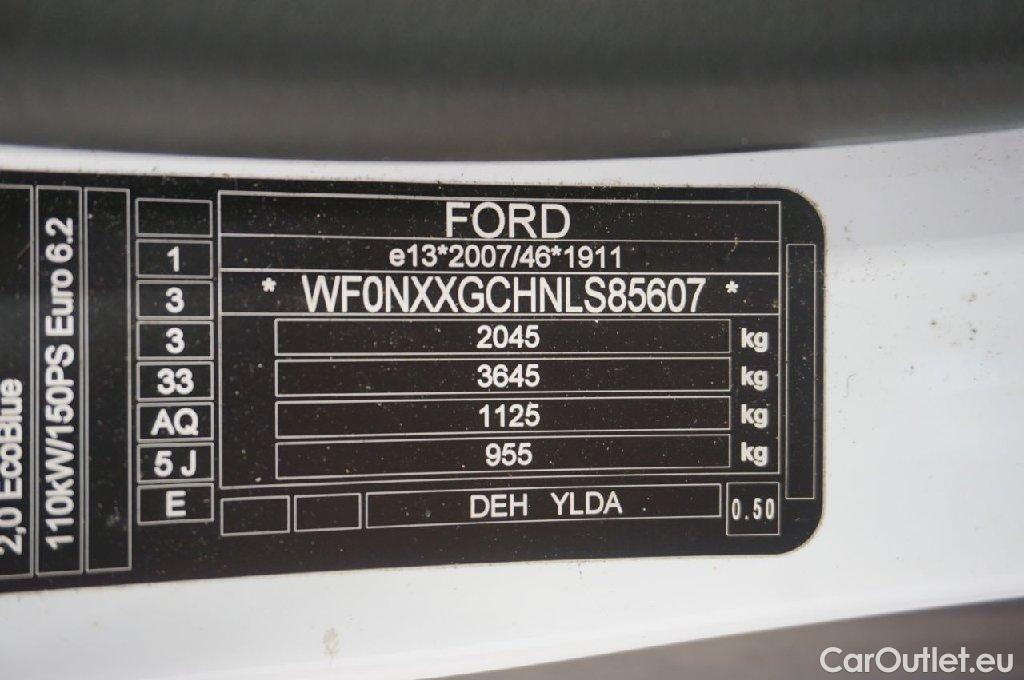 2,0 EcoBlue
110kW/150PS Euro 6.2
FORD
1 e13*2007/46*1911
3 * WF0NXXGCHNLS85607 *
3 2045 kg
33 3645 kg
AQ 1125 kg
5 J 955 kg
E DEH YLDA 0.50
CarOutlet.eu